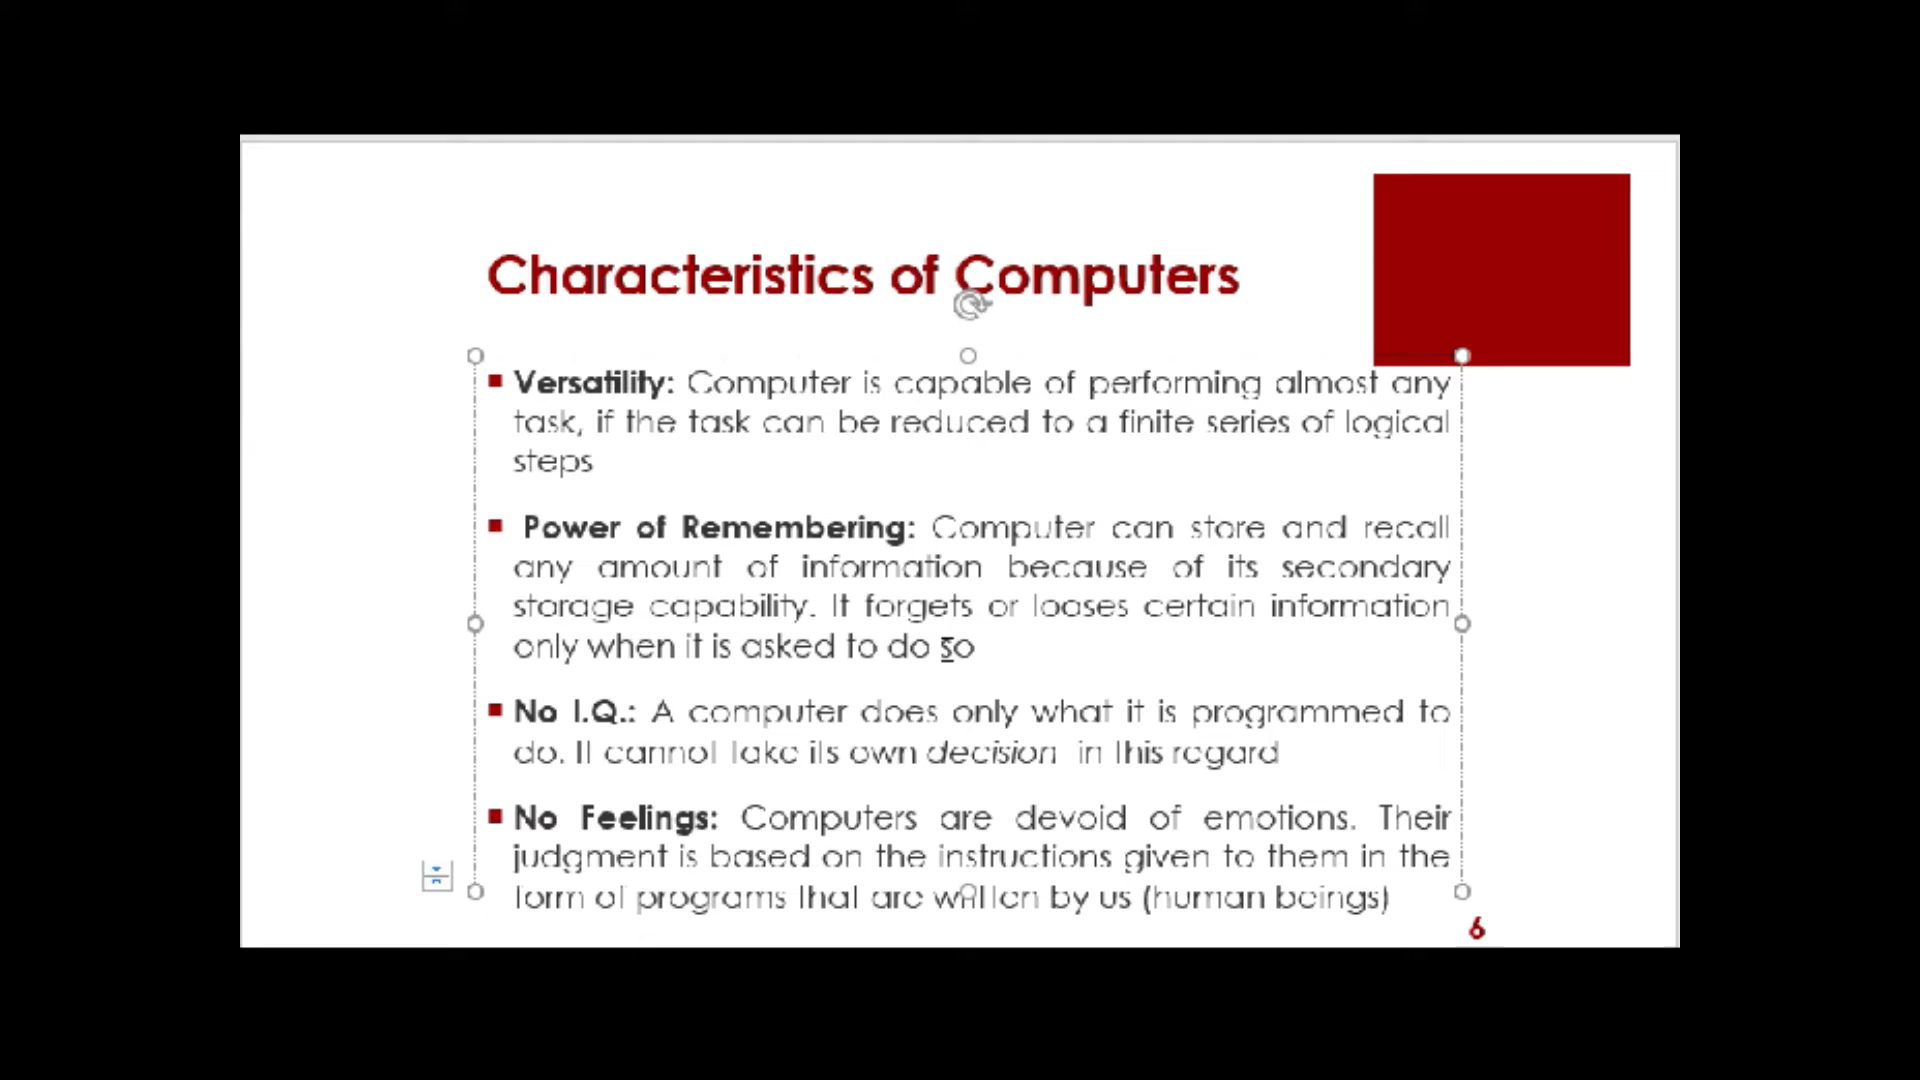 Characteristics of Computers
Versatility: Computer is capable of performing almost any
task, if the task can be reduced to a finite series of logical
steps
Power of Remembering: Computer can store and recall
any amount of information because of its secondary
storage capability. It forgets or looses certain information
only when it is asked to do so
No I.Q.: A computer does only what it is programmed to
do. It cannot take its own decision in this regard
No Feelings: Computers are devoid of emotions. Their
judgment is based on the instructions given to them in the
form of programs that are written by us (human beings)
6